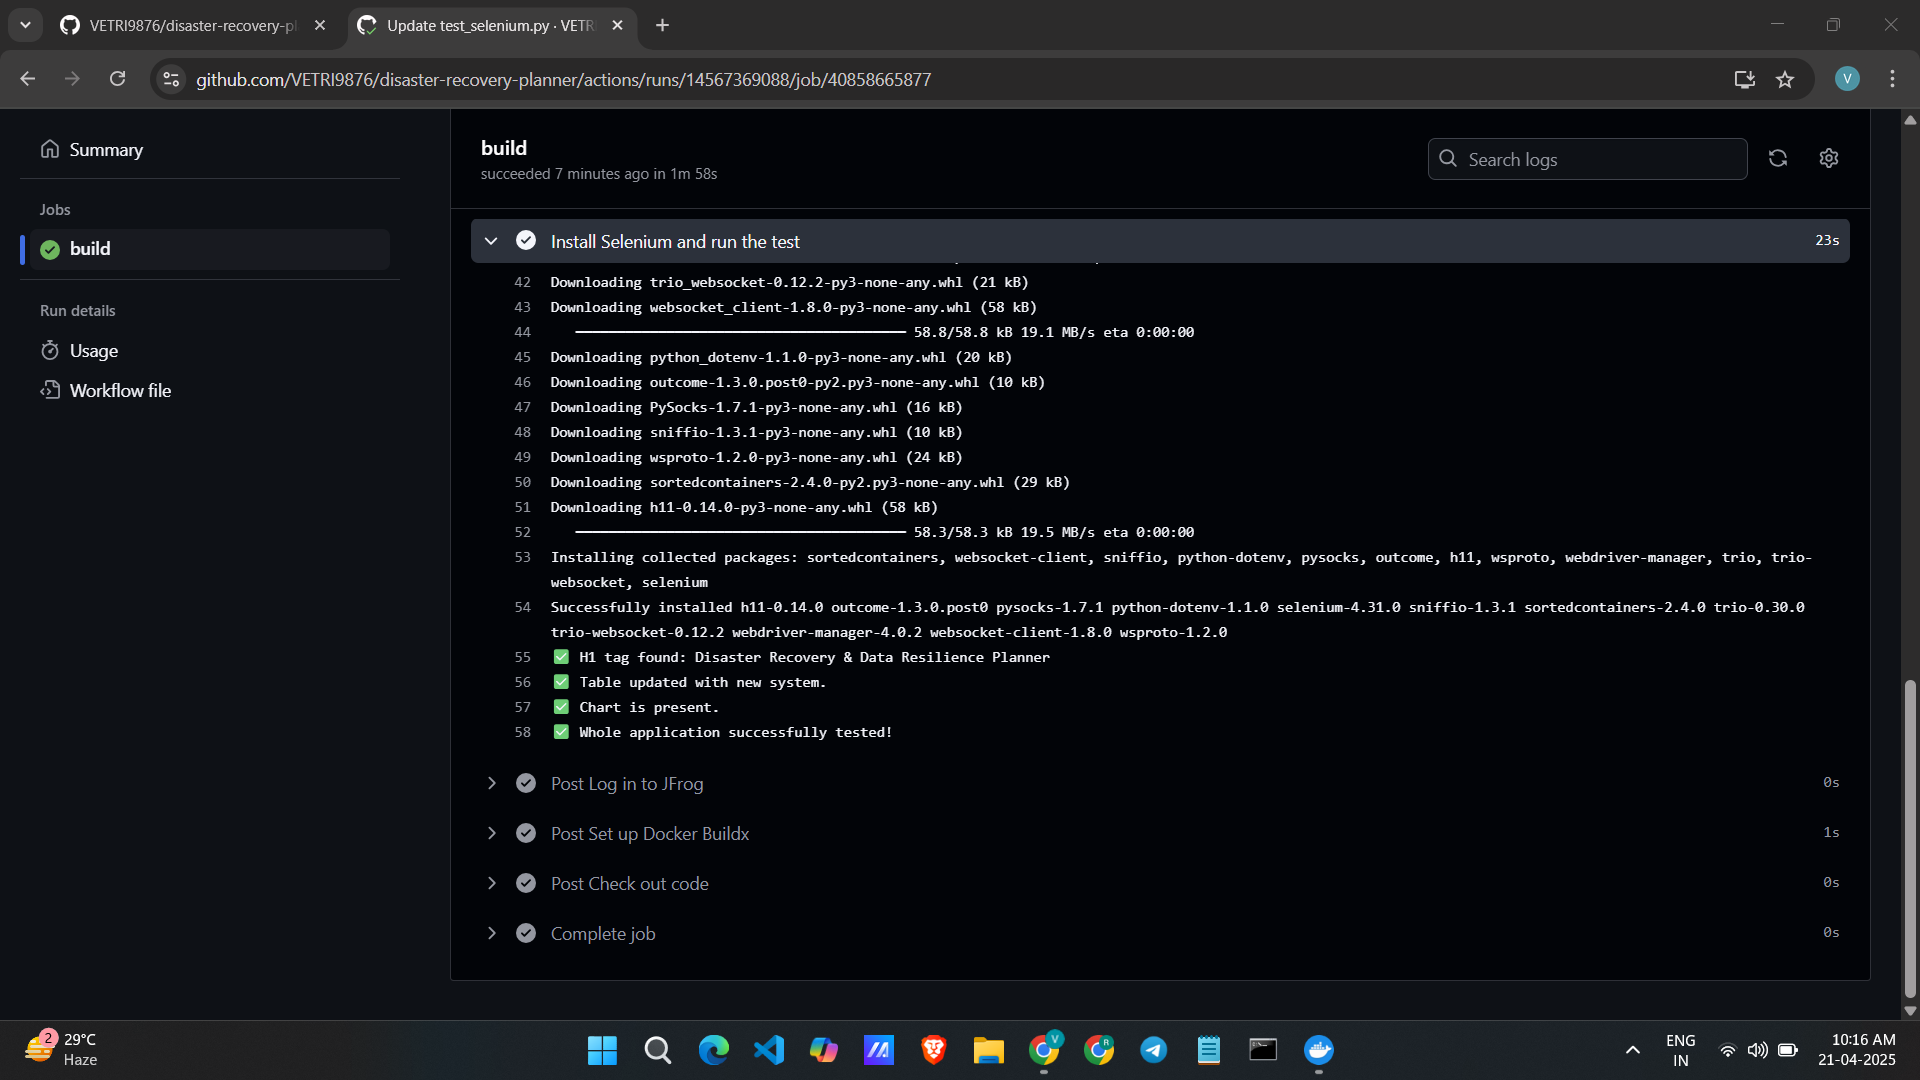 VETRI9876/disaster-recovery-pl
Update test_selenium.py · VETR
github.com/VETRI9876/disaster-recovery-planner/actions/runs/14567369088/job/40858665877
V
Summary
Jobs
build
Run details
Usage
Workflow file
build
succeeded 7 minutes ago in 1m 58s
Search logs
Install Selenium and run the test
23s
42 Downloading trio_websocket-0.12.2-py3-none-any.whl (21 kB)
43 Downloading websocket_client-1.8.0-py3-none-any.whl (58 kB)
44 ━━━━━━━━━━━━━━━━━━━━━━━━━━━━━━━━━━━━━━━━ 58.8/58.8 kB 19.1 MB/s eta 0:00:00
45 Downloading python_dotenv-1.1.0-py3-none-any.whl (20 kB)
46 Downloading outcome-1.3.0.post0-py2.py3-none-any.whl (10 kB)
47 Downloading PySocks-1.7.1-py3-none-any.whl (16 kB)
48 Downloading sniffio-1.3.1-py3-none-any.whl (10 kB)
49 Downloading wsproto-1.2.0-py3-none-any.whl (24 kB)
50 Downloading sortedcontainers-2.4.0-py2.py3-none-any.whl (29 kB)
51 Downloading h11-0.14.0-py3-none-any.whl (58 kB)
52 ━━━━━━━━━━━━━━━━━━━━━━━━━━━━━━━━━━━━━━━━ 58.3/58.3 kB 19.5 MB/s eta 0:00:00
53 Installing collected packages: sortedcontainers, websocket-client, sniffio, python-dotenv, pysocks, outcome, h11, wsproto, webdriver-manager, trio, trio-
websocket, selenium
54 Successfully installed h11-0.14.0 outcome-1.3.0.post0 pysocks-1.7.1 python-dotenv-1.1.0 selenium-4.31.0 sniffio-1.3.1 sortedcontainers-2.4.0 trio-0.30.0
trio-websocket-0.12.2 webdriver-manager-4.0.2 websocket-client-1.8.0 wsproto-1.2.0
55 ✅ H1 tag found: Disaster Recovery & Data Resilience Planner
56 ✅ Table updated with new system.
57 ✅ Chart is present.
58 ✅ Whole application successfully tested!
Post Log in to JFrog
0s
Post Set up Docker Buildx
1s
Post Check out code
0s
Complete job
0s
2
29°C
Haze
V
R
ENG
IN
10:16 AM
21-04-2025